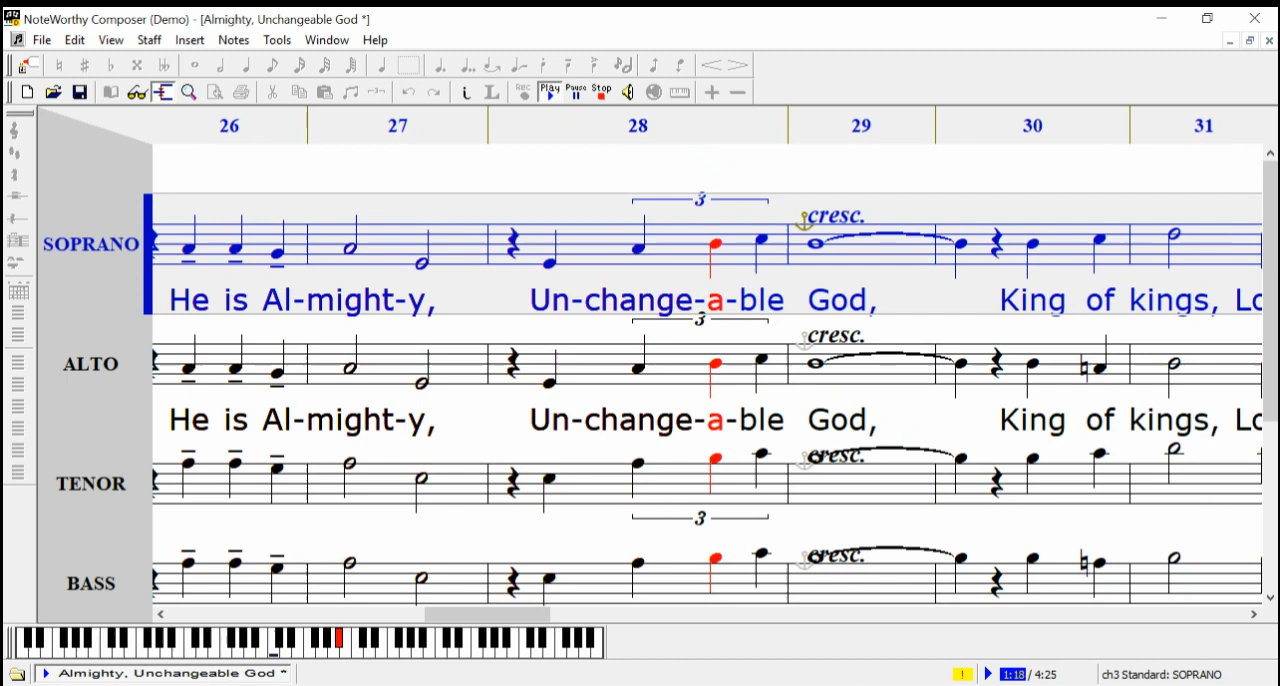 NoteWorthy Composer (Demo) - [Almighty, Unchangeable God *]
File Edit View Staff Insert Notes Tools Window Help
Rec Play Pause Stop
26 27 28 29 30 31
3
cresc.
SOPRANO
He is Al-might-y, Un-change-a-ble God, King of kings, Lo
3
cresc.
ALTO
He is Al-might-y, Un-change-a-ble God, King of kings, Lo
cresc.
TENOR
3
cresc.
BASS
Almighty, Unchangeable God *
! 1:18 / 4:25 ch3 Standard: SOPRANO